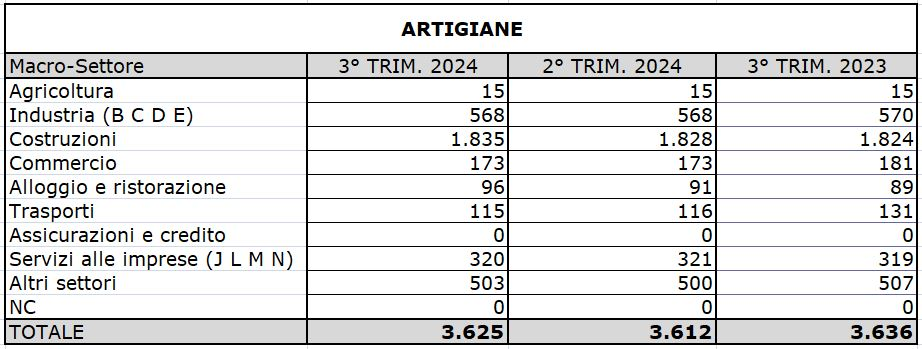 ARTIGIANE
Macro-Settore 3° TRIM. 2024 2° TRIM. 2024 3° TRIM. 2023
Agricoltura 15 15 15
Industria (B C D E) 568 568 570
Costruzioni 1.835 1.828 1.824
Commercio 173 173 181
Alloggio e ristorazione 96 91 89
Trasporti 115 116 131
Assicurazioni e credito 0 0 0
Servizi alle imprese (J L M N) 320 321 319
Altri settori 503 500 507
NC 0 0 0
TOTALE 3.625 3.612 3.636